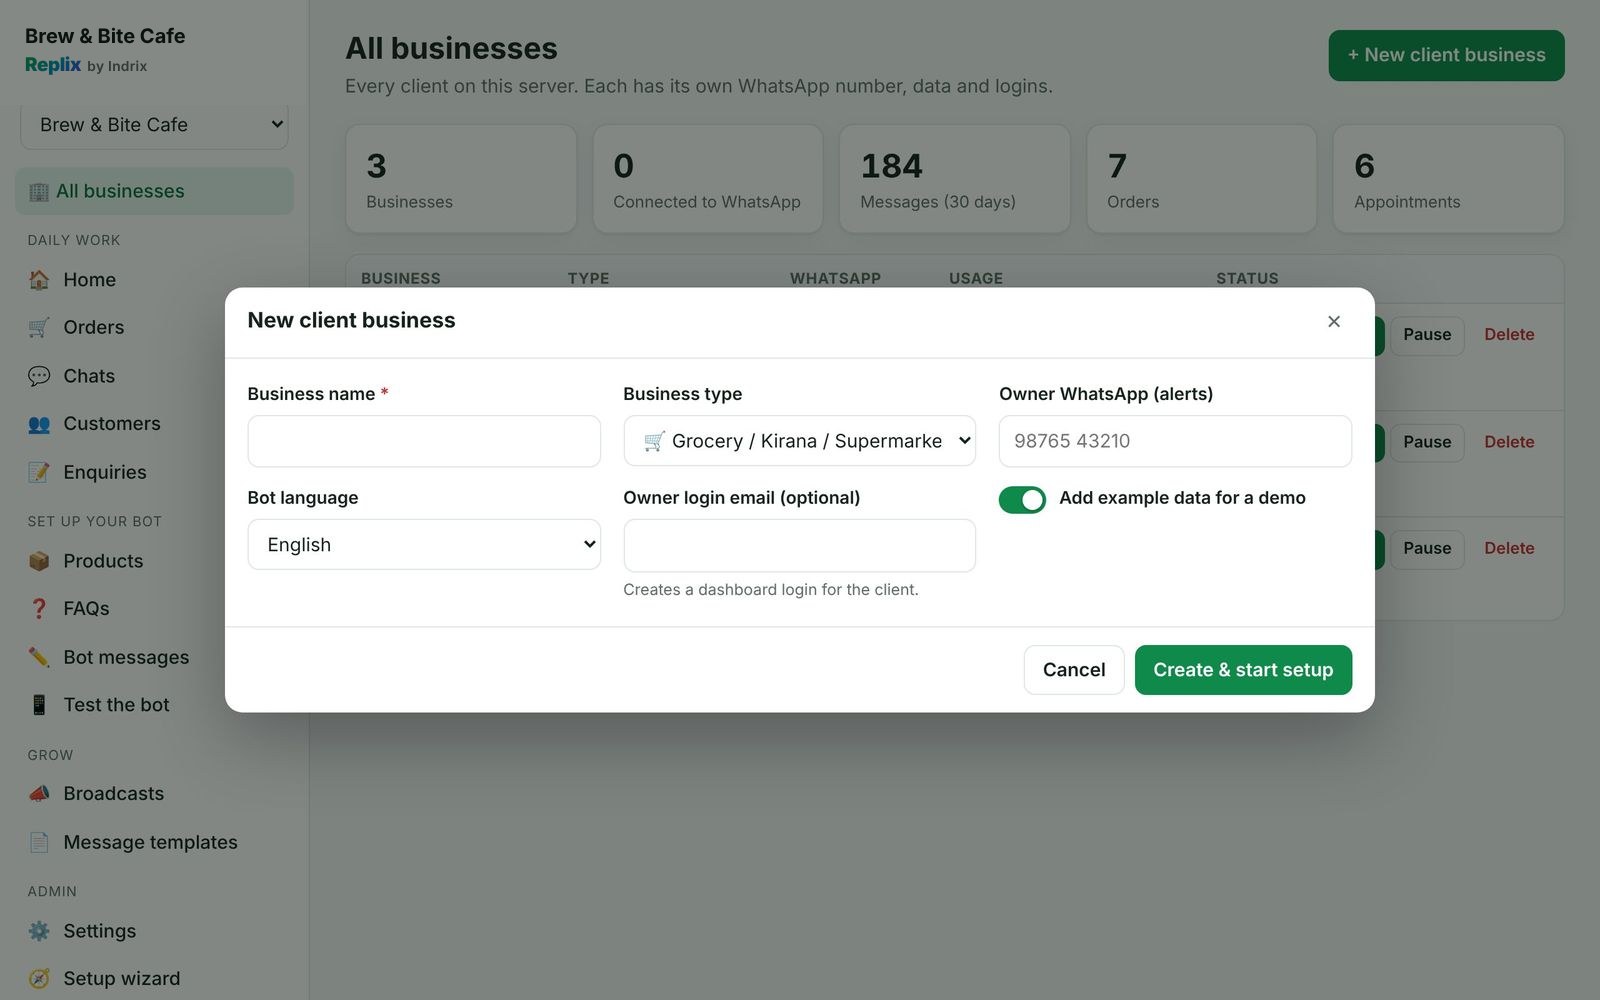 Brew & Bite Cafe
Replix by Indrix
Brew & Bite Cafe
All businesses
DAILY WORK
Home
Orders
Chats
Customers
Enquiries
SET UP YOUR BOT
Products
FAQs
Bot messages
Test the bot
GROW
Broadcasts
Message templates
ADMIN
Settings
Setup wizard
All businesses
+ New client business
Every client on this server. Each has its own WhatsApp number, data and logins.
3
Businesses
0
Connected to WhatsApp
184
Messages (30 days)
7
Orders
6
Appointments
BUSINESS TYPE WHATSAPP USAGE STATUS
Pause Delete
Pause Delete
Pause Delete
New client business ×
Business name * Business type Owner WhatsApp (alerts)
Grocery / Kirana / Supermarke 98765 43210
Bot language Owner login email (optional) Add example data for a demo
English
Creates a dashboard login for the client.
Cancel Create & start setup